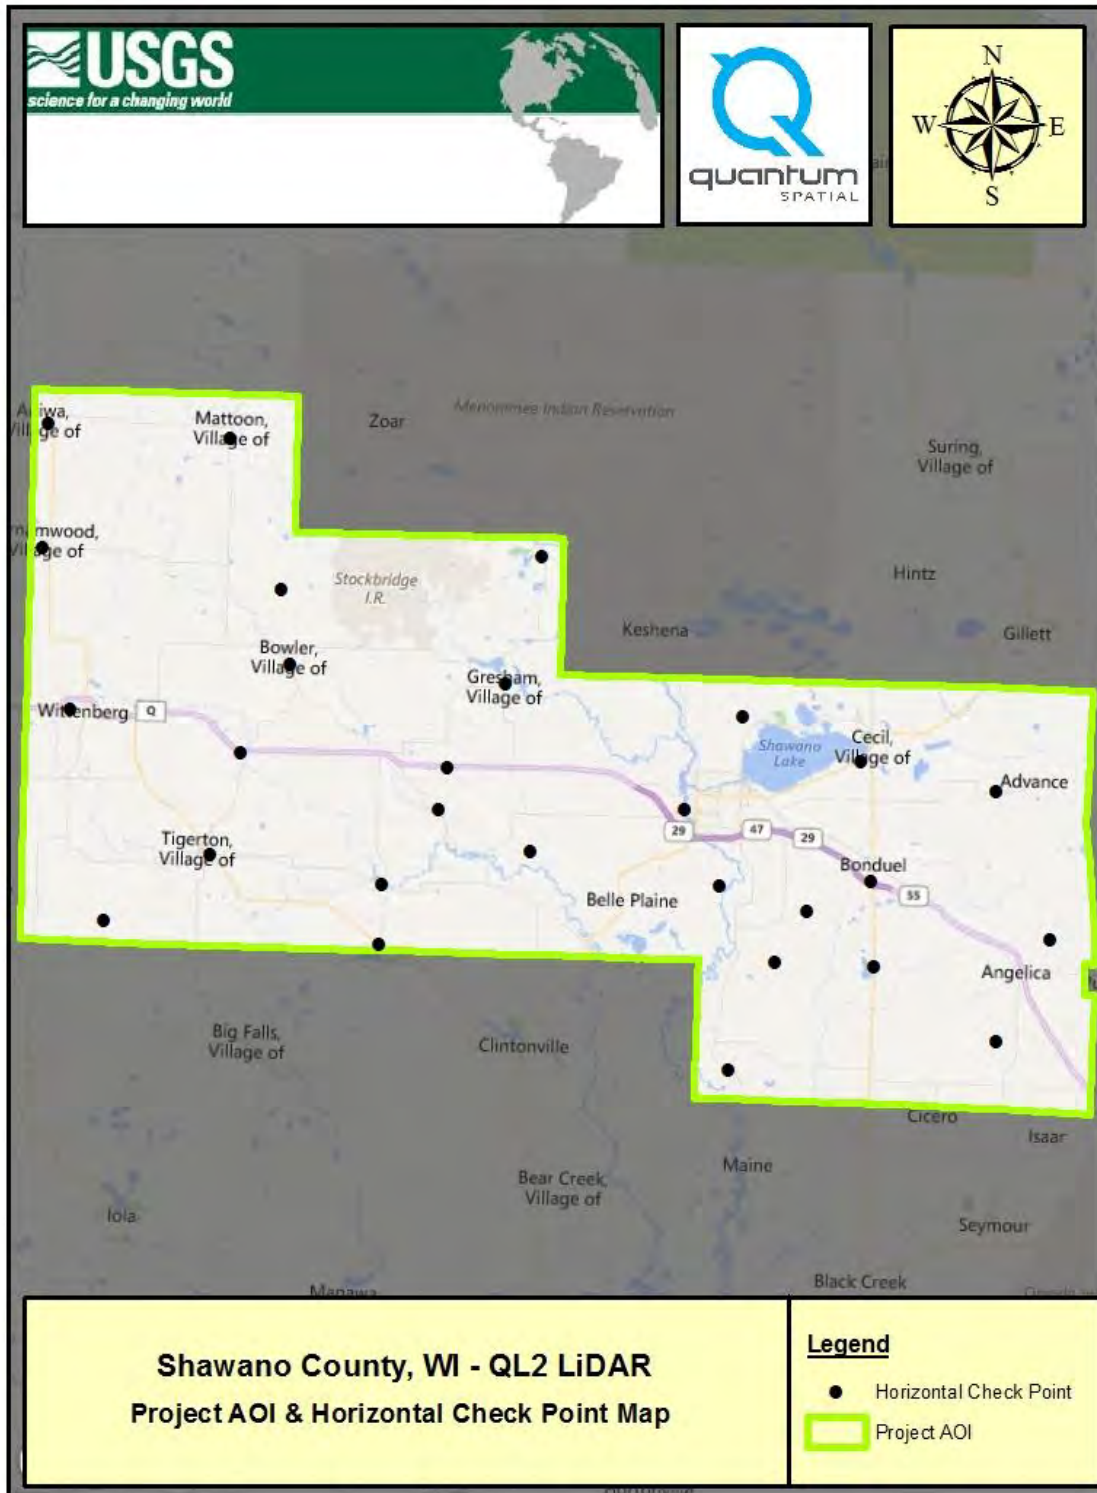 USGS
science for a changing world
quantum
SPATIAL
N
W
E
S
Mattoon,
Village of
Zoar
Menominee Indian Reservation
Suring,
Village of
Stockbridge
I.R.
Hintz
Keshena
Gillett
Bowler,
Village of
Gresham,
Village of
Wittenberg
Q
Shawano
Lake
Cecil,
Village of
Advance
Tigerton,
Village of
29
47
29
Bonduel
55
Belle Plaine
Angelica
Big Falls,
Village of
Clintonville
Cicero
Isaar
Maine
Bear Creek,
Village of
Iola
Seymour
Black Creek
Manawa
Shawano County, WI - QL2 LiDAR
Project AOI & Horizontal Check Point Map
Legend
Horizontal Check Point
Project AOI